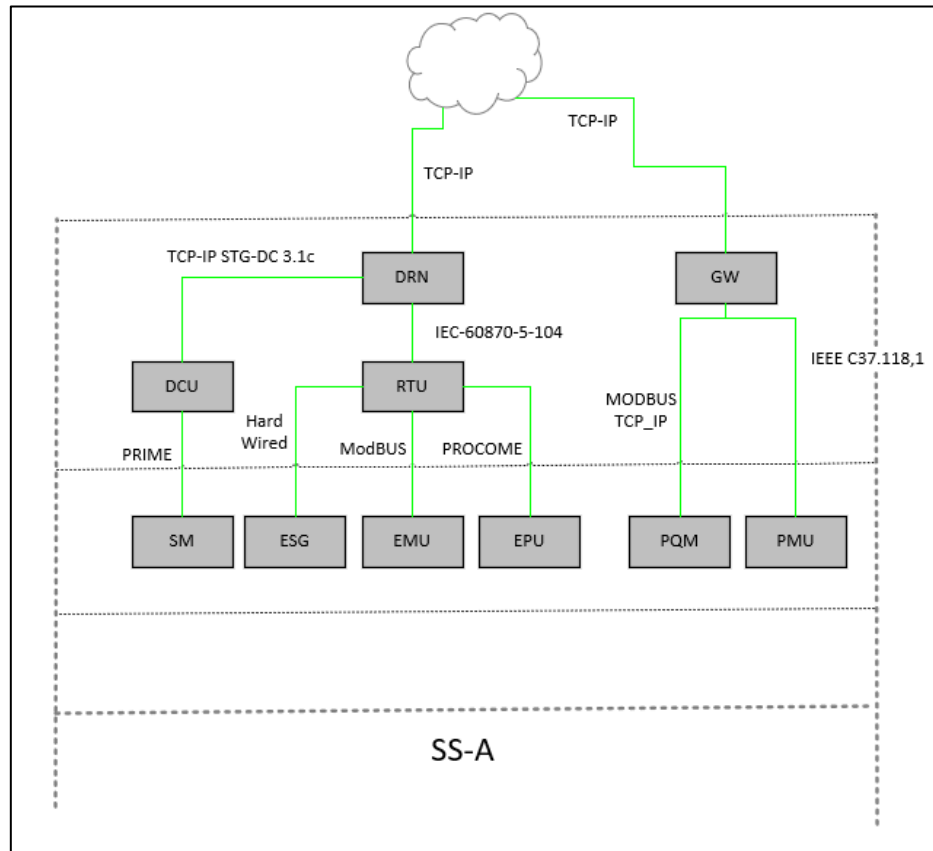 TCP-IP
TCP-IP
TCP-IP STG-DC 3.1c
DRN
GW
IEC-60870-5-104
IEEE C37.118,1
DCU
RTU
MODBUS
TCP_IP
Hard
Wired
PRIME
ModBUS
PROCOME
SM
ESG
EMU
EPU
PQM
PMU
SS-A